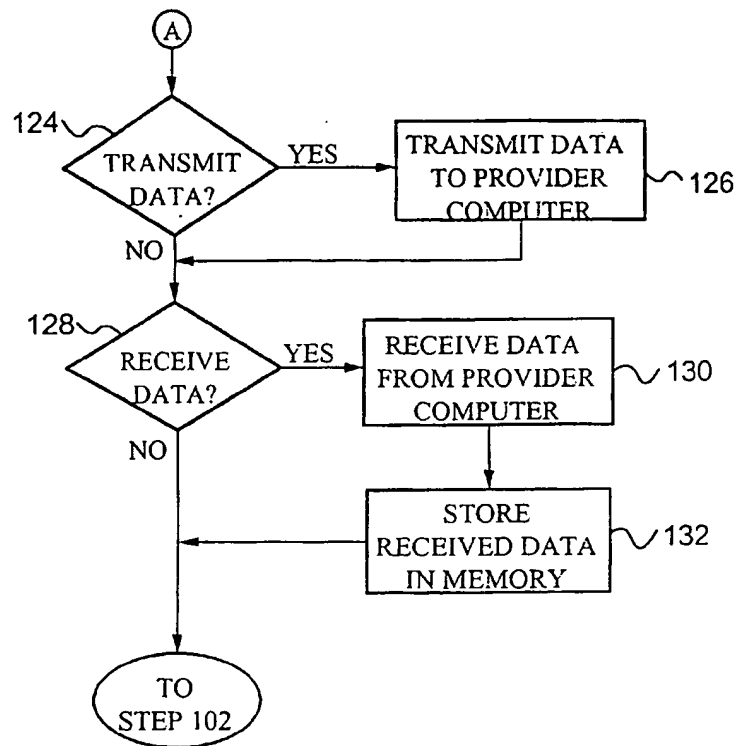 A
124
TRANSMIT
DATA?
YES
TRANSMIT DATA
TO PROVIDER
COMPUTER
126
NO
128
RECEIVE
DATA?
YES
RECEIVE DATA
FROM PROVIDER
COMPUTER
130
NO
STORE
RECEIVED DATA
IN MEMORY
132
TO
STEP 102